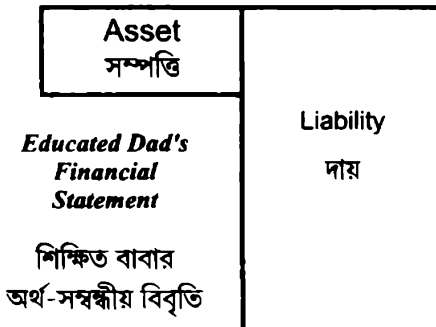 Asset
সম্পত্তি
Educated Dad's
Financial
Statement
শিক্ষিত বাবার
অর্থ-সম্বন্ধীয় বিবৃতি
Liability
দায়